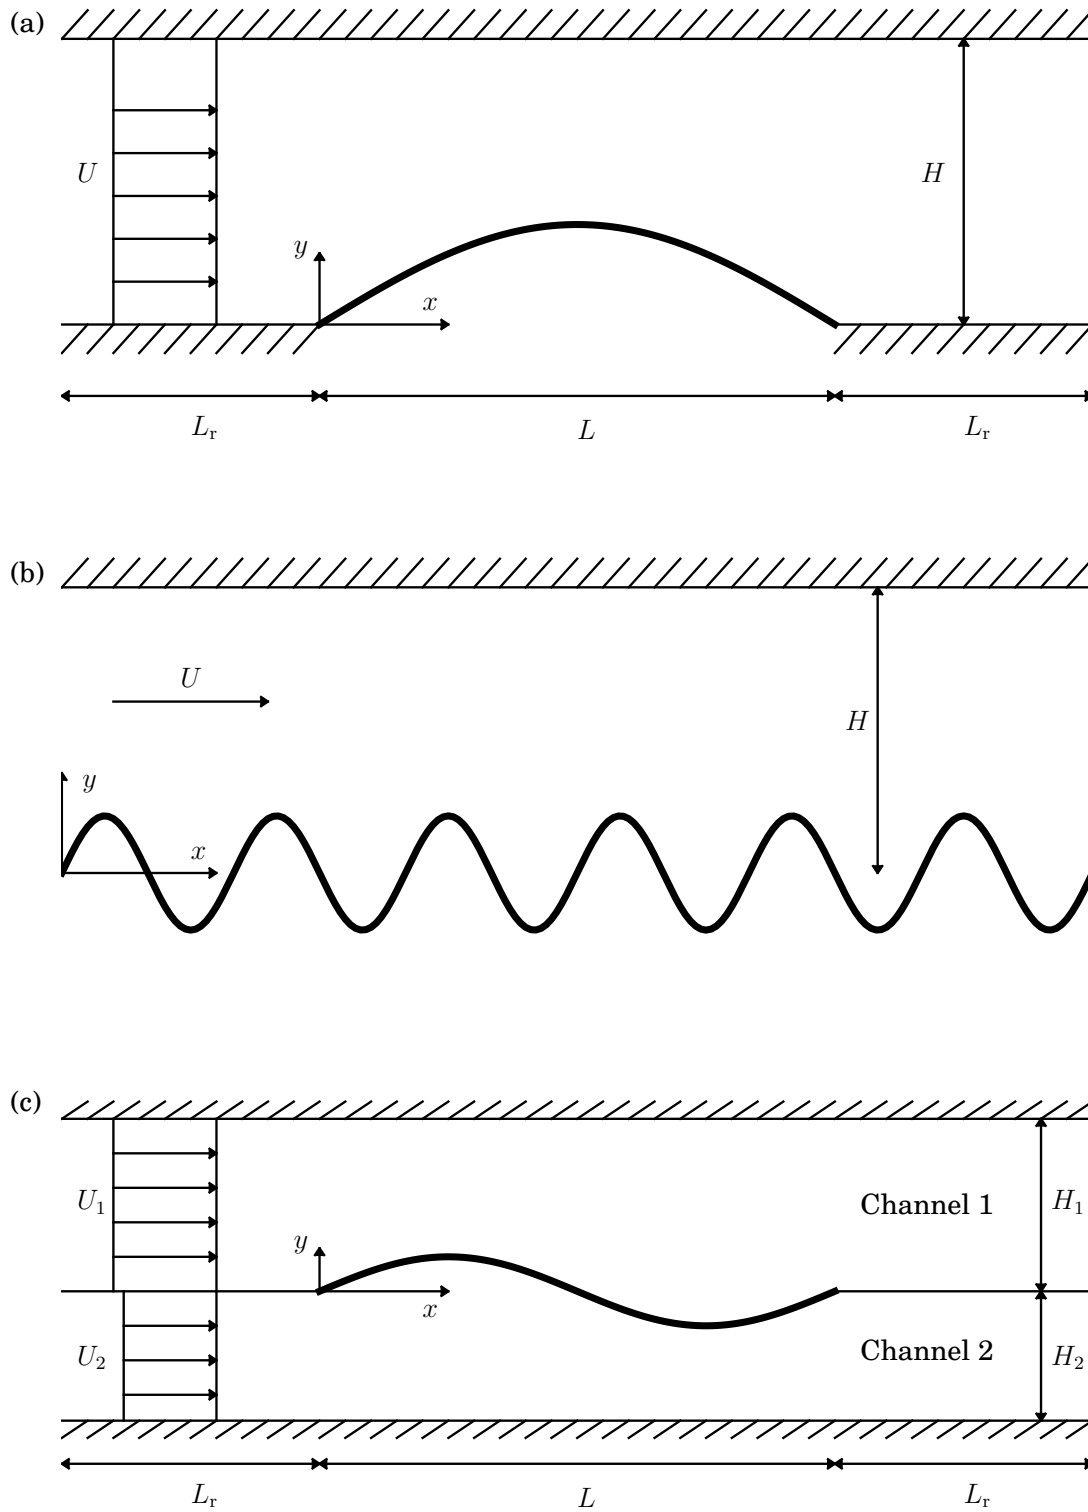 (a)
U
H
y
x
L_r
L
L_r
(b)
U
H
y
x
(c)
U_1
Channel 1
H_1
y
x
U_2
Channel 2
H_2
L_r
L
L_r